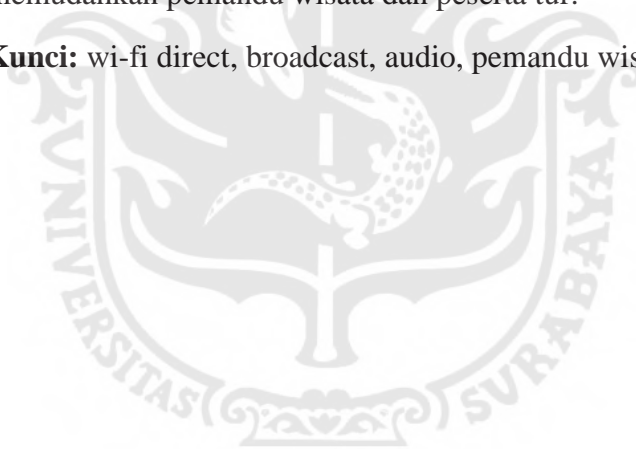 memudahkan pemandu wisata dan peserta tur.
Kunci: wi-fi direct, broadcast, audio, pemandu wis
UNIVERSITAS SURABAYA